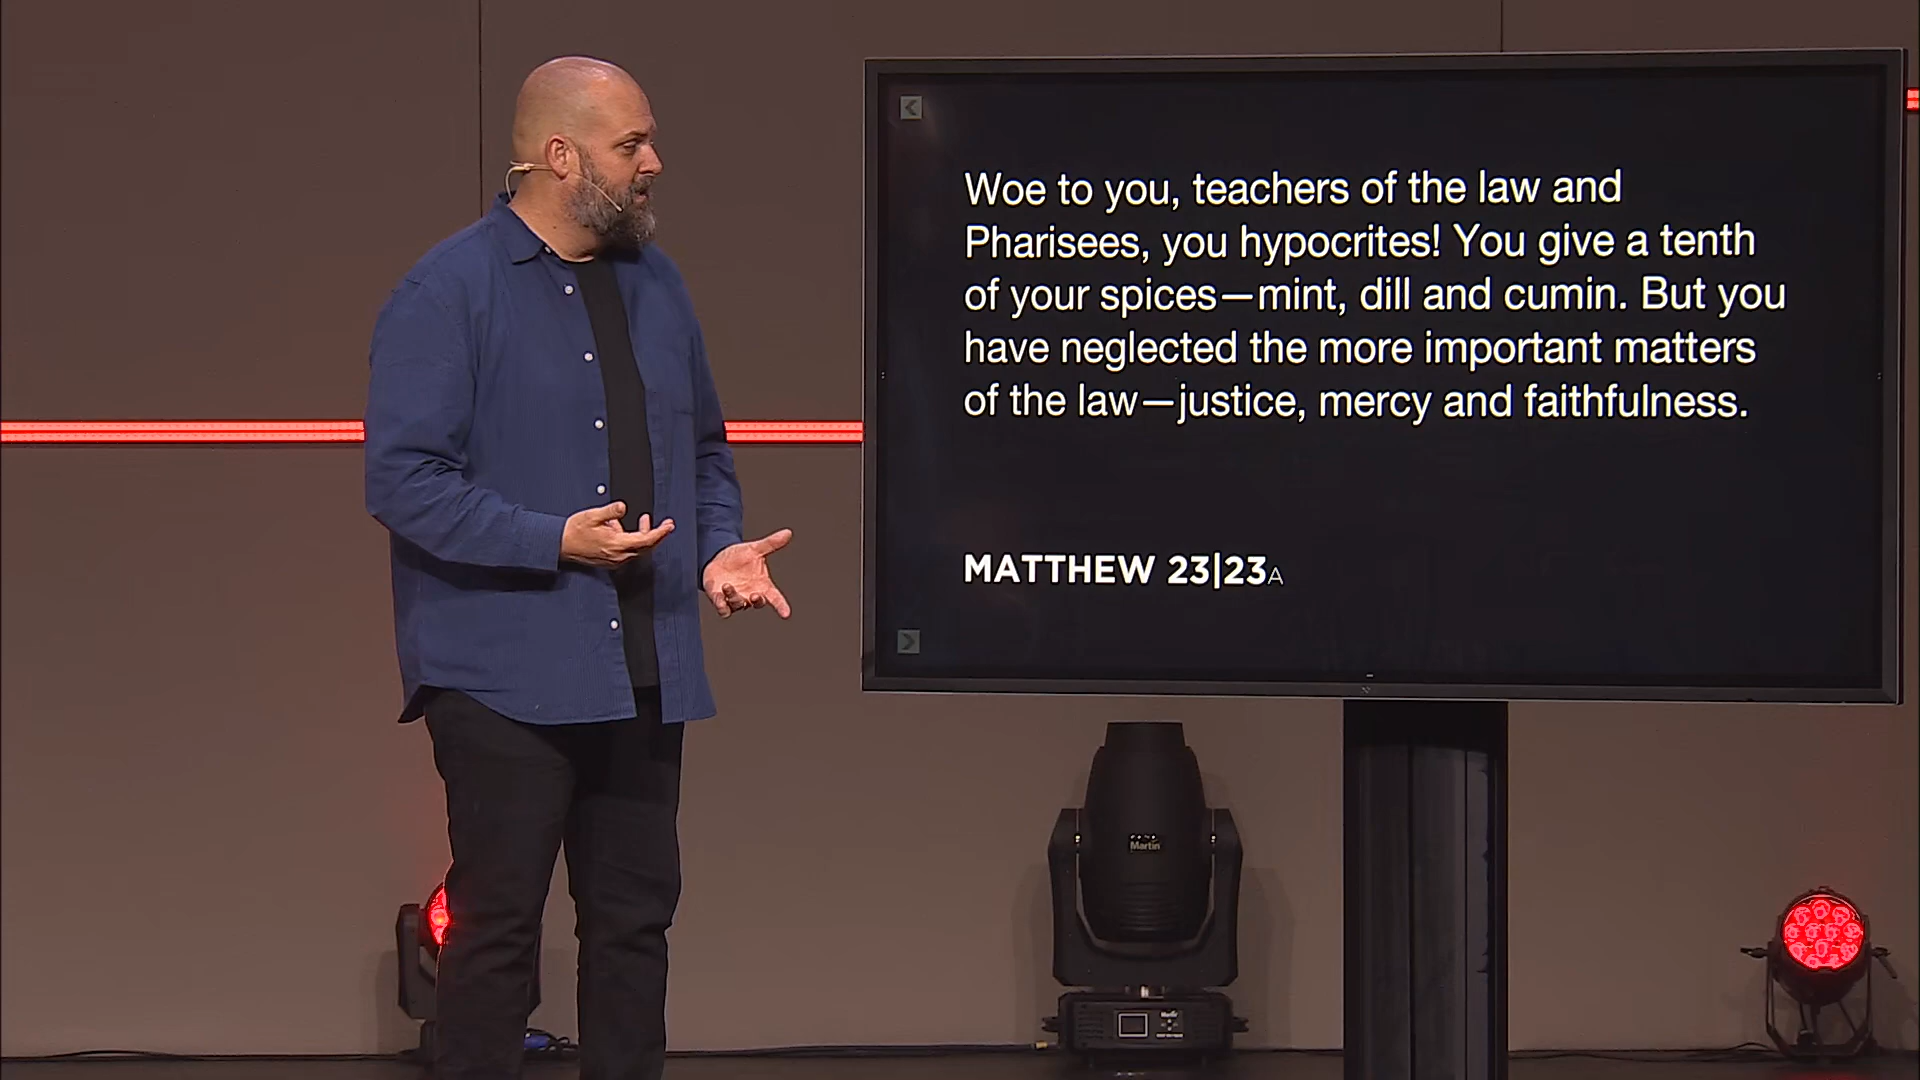 Woe to you, teachers of the law and
Pharisees, you hypocrites! You give a tenth
of your spices—mint, dill and cumin. But you
have neglected the more important matters
of the law—justice, mercy and faithfulness.
MATTHEW 23|23A
Martin
Martin